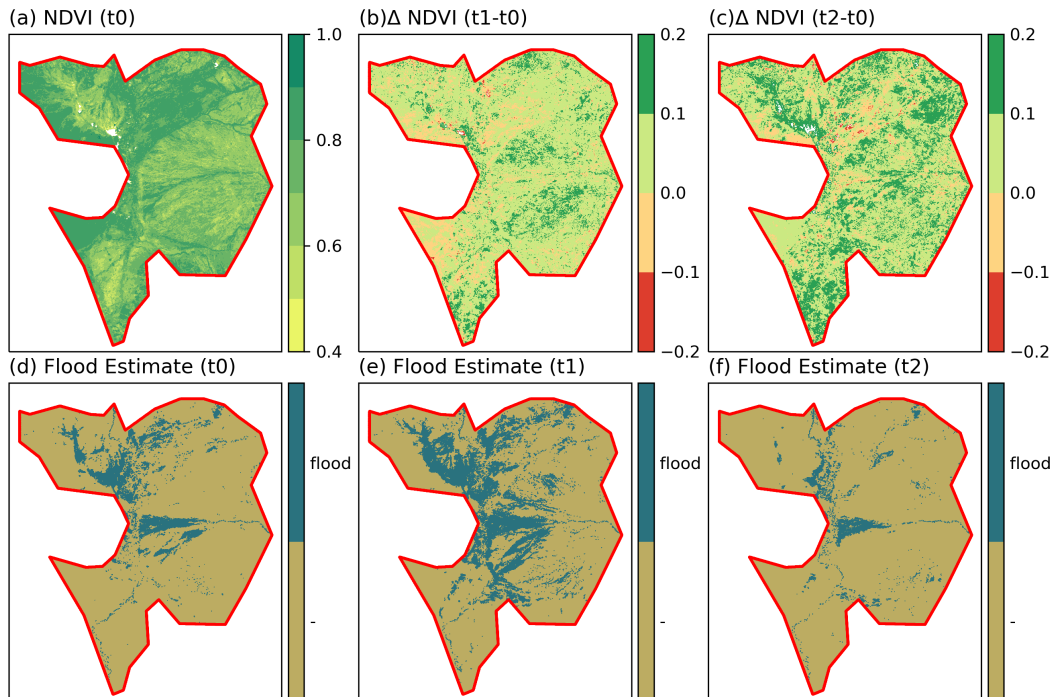 (a) NDVI (t0)
(b)Δ NDVI (t1-t0)
(c)Δ NDVI (t2-t0)
1.0
0.8
0.6
0.4
0.2
0.1
0.0
−0.1
−0.2
0.2
0.1
0.0
−0.1
−0.2
(d) Flood Estimate (t0)
(e) Flood Estimate (t1)
(f) Flood Estimate (t2)
flood
-
flood
-
flood
-